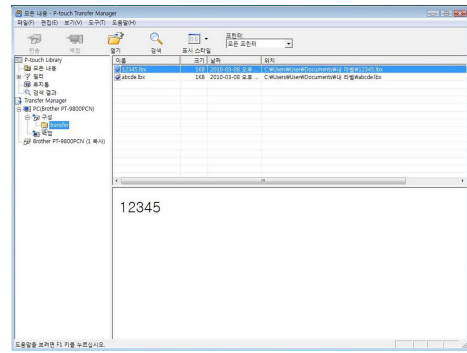 모든 내용 - P-touch Transfer Manager
파일(F) 편집(E) 보기(V) 도구(T) 도움말(H)
프린터:
모든 프린터
전송 백업 열기 검색 표시 스타일
P-touch Library
모든 내용
필터
휴지통
검색 결과
Transfer Manager
PC(Brother PT-9800PCN)
구성
transfer
백업
Brother PT-9800PCN (1 복사)
이름 크기 날짜 위치
12345.lbx 1KB 2010-03-08 오후 ... C:₩Users₩User₩Documents₩내 라벨₩12345.lbx
abcde.lbx 1KB 2010-03-08 오후 ... C:₩Users₩User₩Documents₩내 라벨₩abcde.lbx
12345
도움말을 보려면 F1 키를 누르십시오.